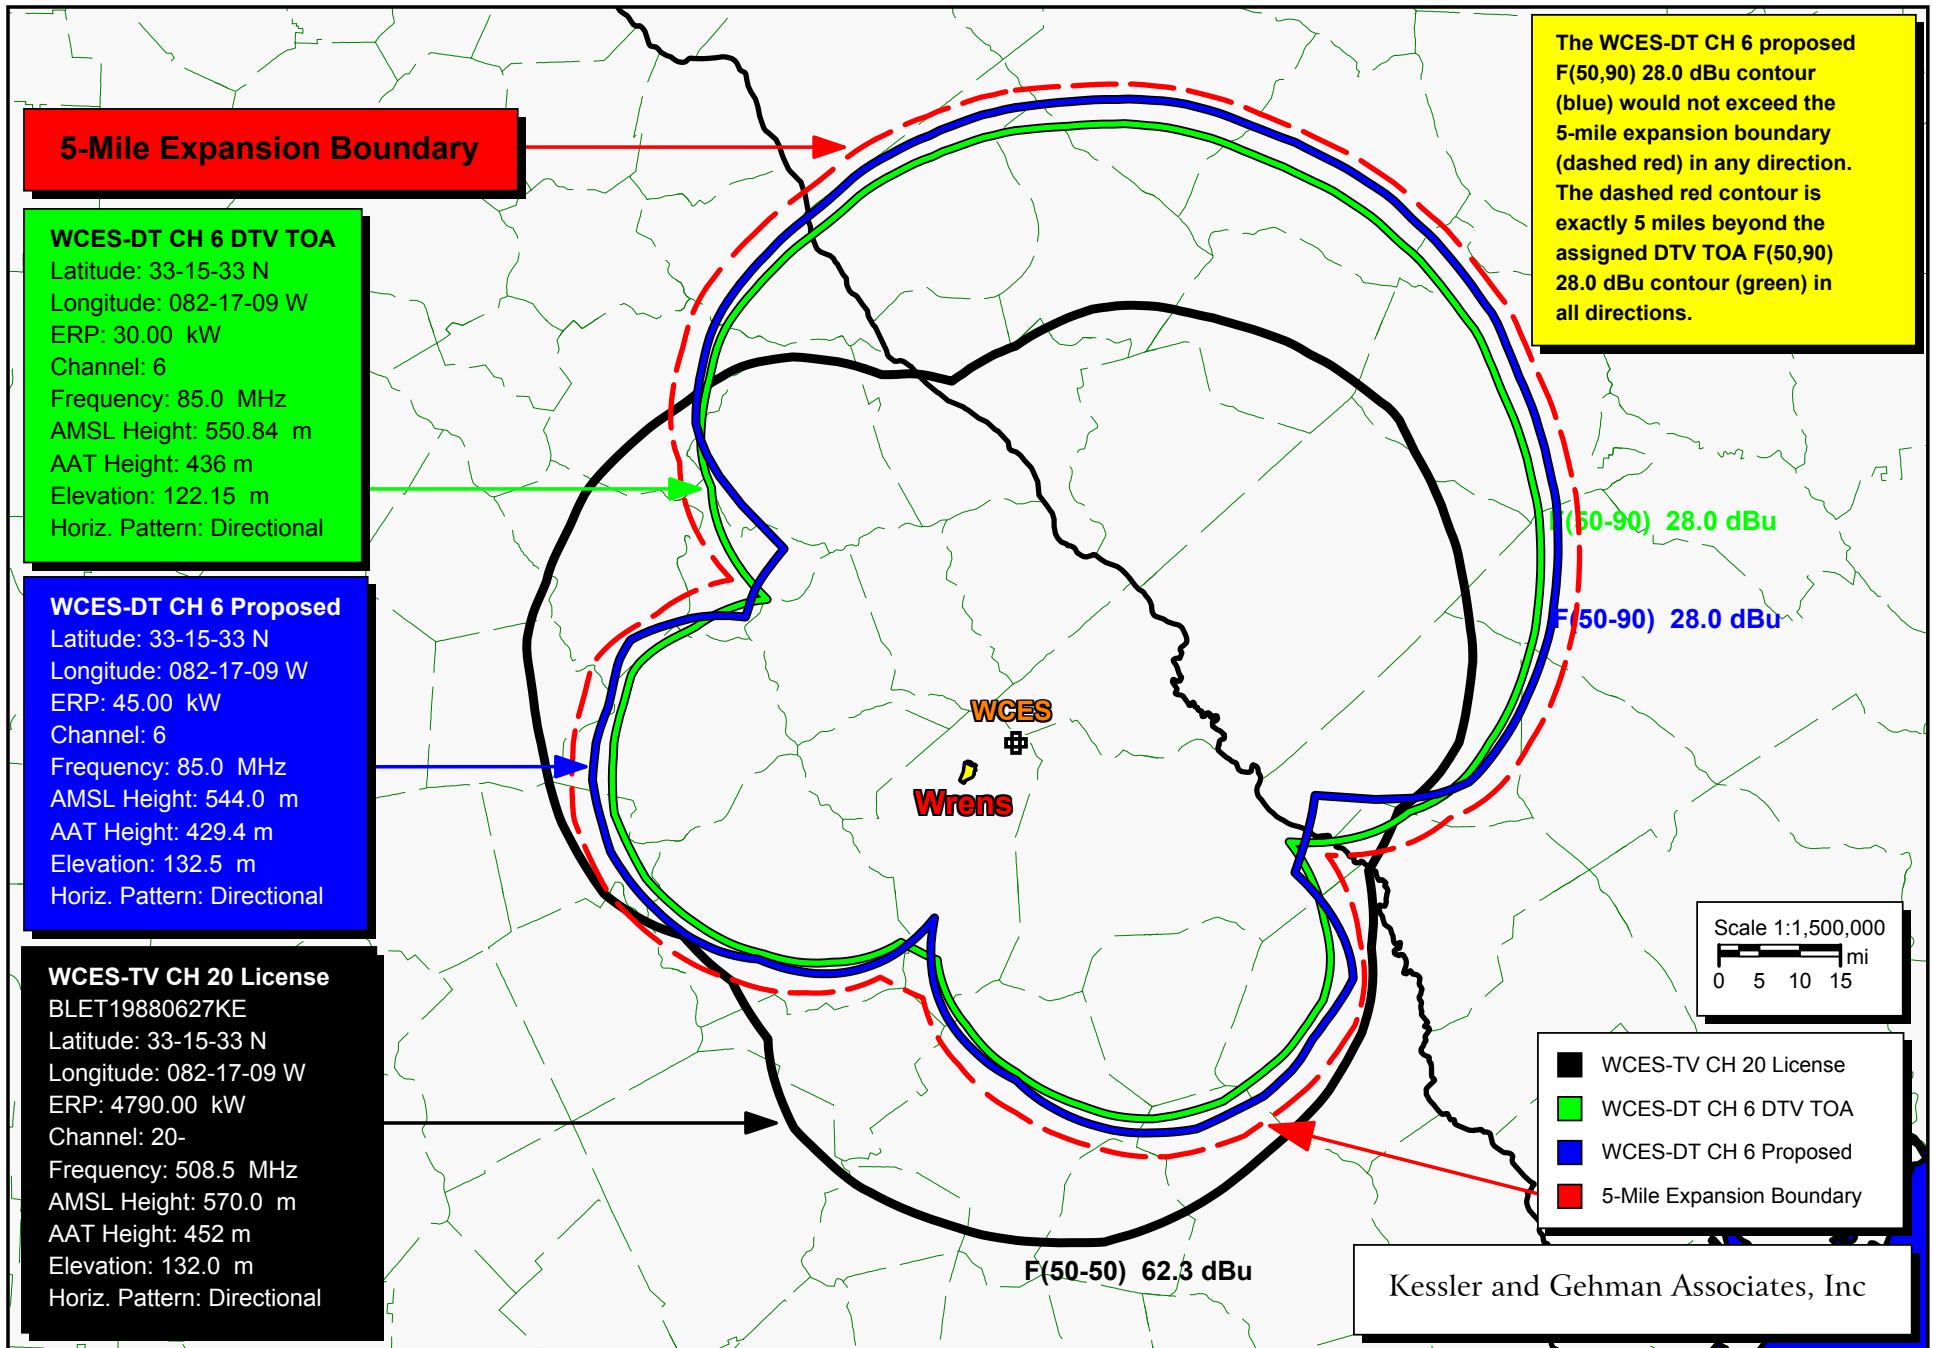 5-Mile Expansion Boundary
WCES-DT CH 6 DTV TOA
Latitude: 33-15-33 N
Longitude: 082-17-09 W
ERP: 30.00 kW
Channel: 6
Frequency: 85.0 MHz
AMSL Height: 550.84 m
AAT Height: 436 m
Elevation: 122.15 m
Horiz. Pattern: Directional
WCES-DT CH 6 Proposed
Latitude: 33-15-33 N
Longitude: 082-17-09 W
ERP: 45.00 kW
Channel: 6
Frequency: 85.0 MHz
AMSL Height: 544.0 m
AAT Height: 429.4 m
Elevation: 132.5 m
Horiz. Pattern: Directional
WCES-TV CH 20 License
BLET19880627KE
Latitude: 33-15-33 N
Longitude: 082-17-09 W
ERP: 4790.00 kW
Channel: 20-
Frequency: 508.5 MHz
AMSL Height: 570.0 m
AAT Height: 452 m
Elevation: 132.0 m
Horiz. Pattern: Directional
The WCES-DT CH 6 proposed
F(50,90) 28.0 dBu contour
(blue) would not exceed the
5-mile expansion boundary
(dashed red) in any direction.
The dashed red contour is
exactly 5 miles beyond the
assigned DTV TOA F(50,90)
28.0 dBu contour (green) in
all directions.
F(50-90) 28.0 dBu
F(50-90) 28.0 dBu
WCES
Wrens
F(50-50) 62.3 dBu
Scale 1:1,500,000
mi
0 5 10 15
WCES-TV CH 20 License
WCES-DT CH 6 DTV TOA
WCES-DT CH 6 Proposed
5-Mile Expansion Boundary
Kessler and Gehman Associates, Inc